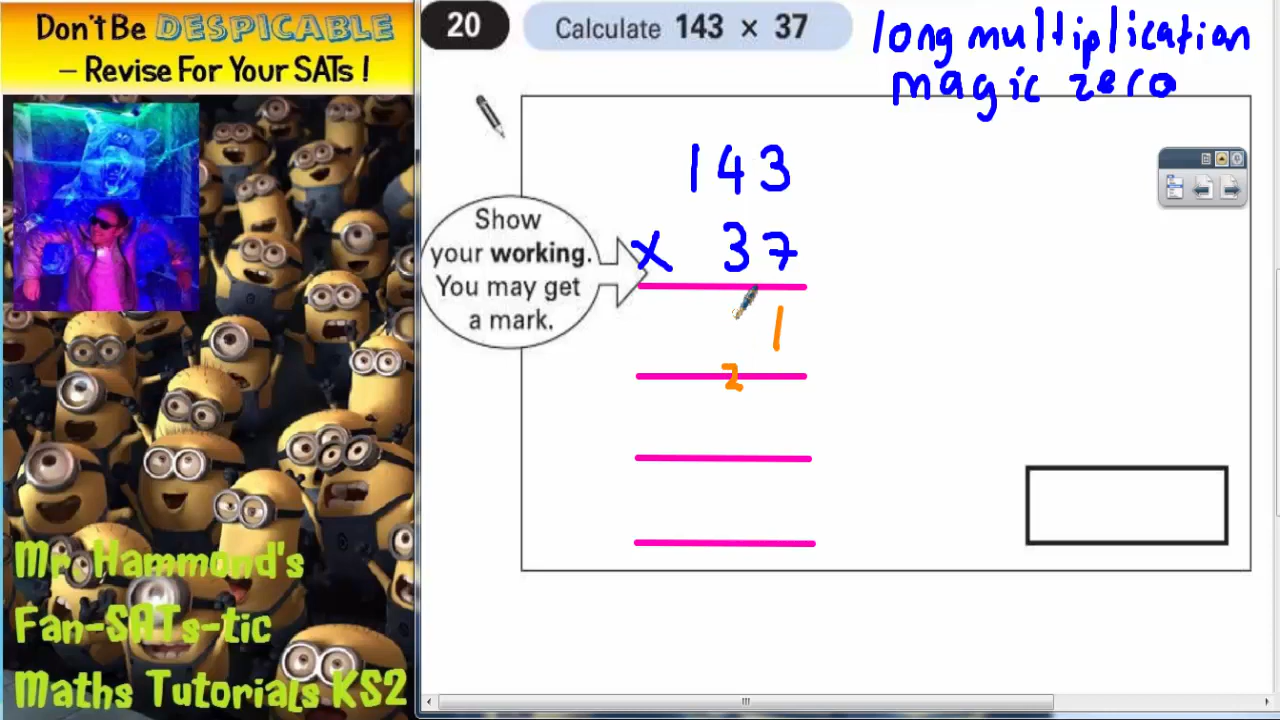 Don't Be DESPICABLE
– Revise For Your SATs !
20
Calculate 143 × 37
long multiplication
magic zero
Show
your working.
You may get
a mark.
143
x 37
1
2
Mr Hammond's
Fan-SATs-tic
Maths Tutorials KS2